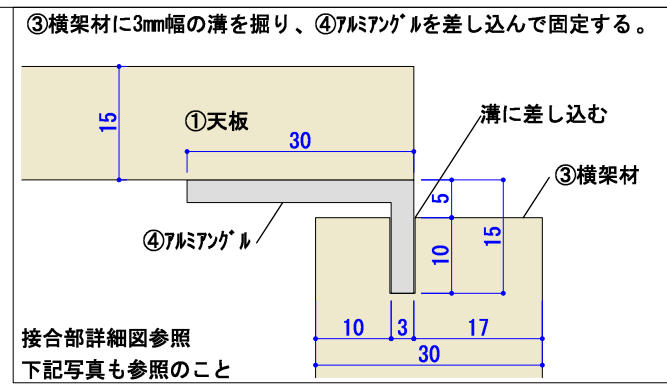 ③横架材に3㎜幅の溝を掘り、④ｱﾙﾐｱﾝｸﾞﾙを差し込んで固定する。
15
①天板
30
溝に差し込む
③横架材
5
15
10
④ｱﾙﾐｱﾝｸﾞﾙ
10
3
17
30
接合部詳細図参照
下記写真も参照のこと